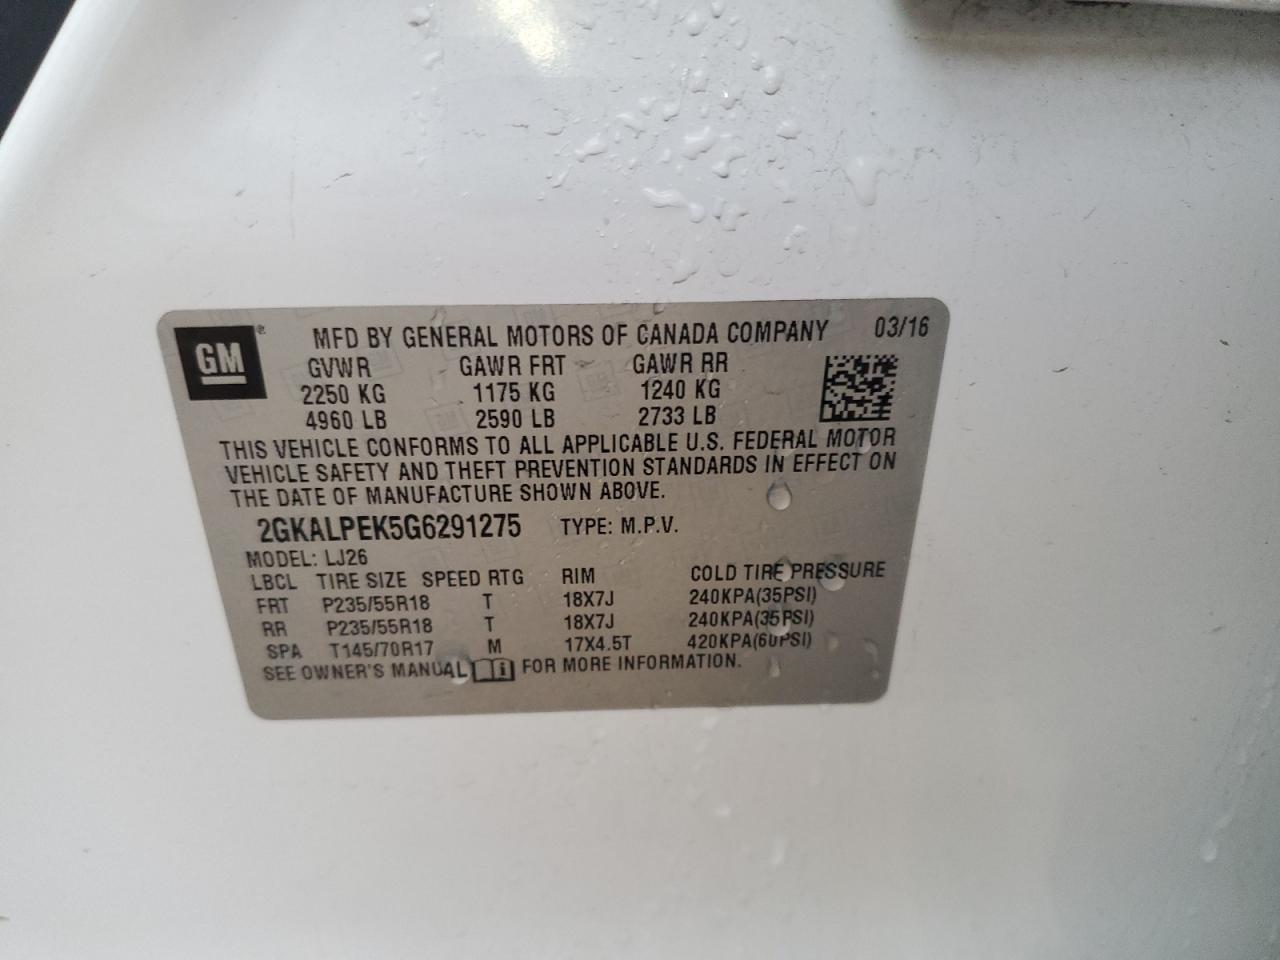 GM ® MFD BY GENERAL MOTORS OF CANADA COMPANY 03/16
GVWR GAWR FRT GAWR RR
2250 KG 1175 KG 1240 KG
4960 LB 2590 LB 2733 LB
THIS VEHICLE CONFORMS TO ALL APPLICABLE U.S. FEDERAL MOTOR
VEHICLE SAFETY AND THEFT PREVENTION STANDARDS IN EFFECT ON
THE DATE OF MANUFACTURE SHOWN ABOVE.
2GKALPEK5G6291275 TYPE: M.P.V.
MODEL: LJ26
LBCL TIRE SIZE SPEED RTG RIM COLD TIRE PRESSURE
FRT P235/55R18 T 18X7J 240KPA(35PSI)
RR P235/55R18 T 18X7J 240KPA(35PSI)
SPA T145/70R17 M 17X4.5T 420KPA(60PSI)
SEE OWNER'S MANUAL i FOR MORE INFORMATION.